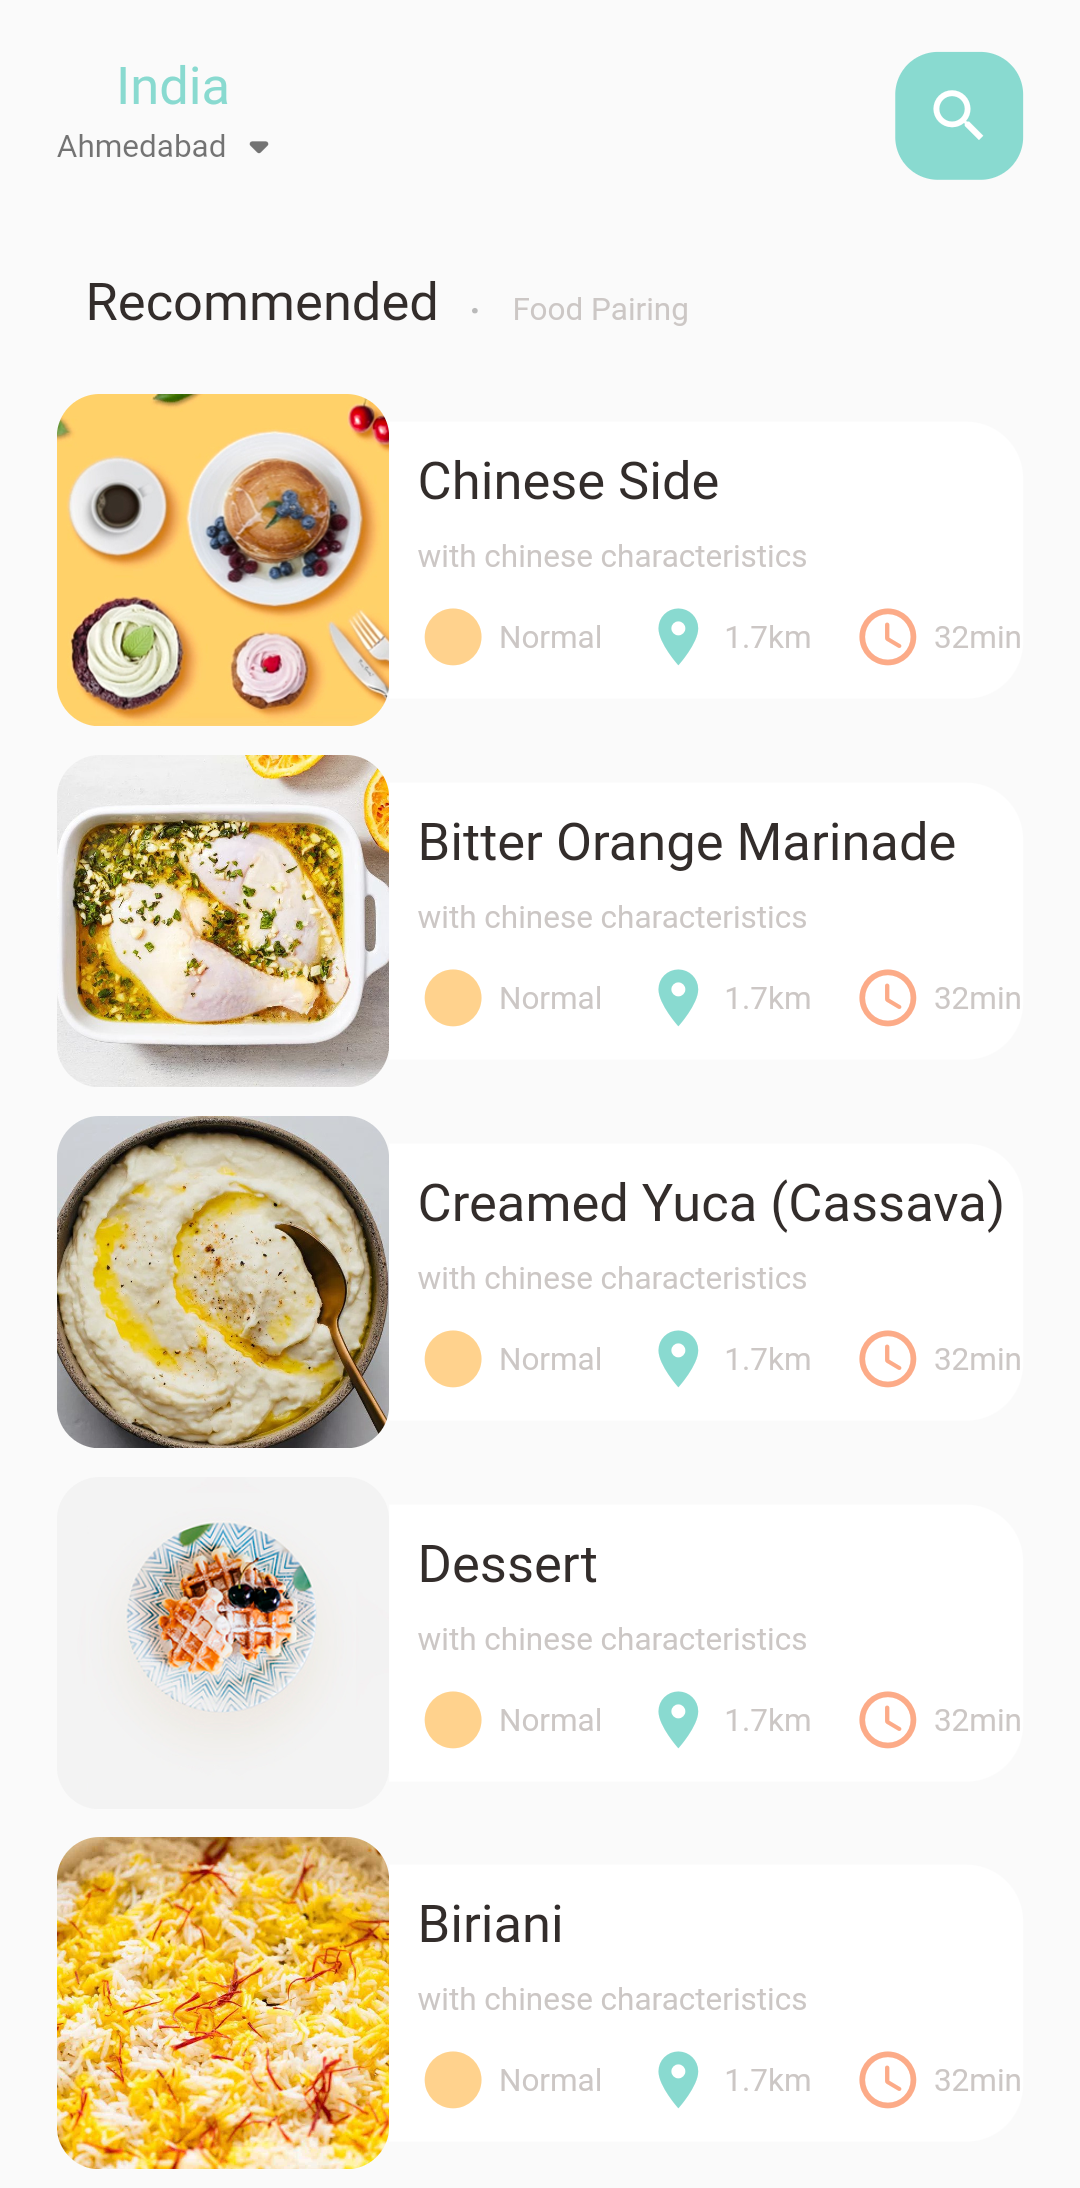 India
Ahmedabad
Recommended • Food Pairing
Chinese Side
with chinese characteristics
Normal 1.7km 32min
Bitter Orange Marinade
with chinese characteristics
Normal 1.7km 32min
Creamed Yuca (Cassava)
with chinese characteristics
Normal 1.7km 32min
Dessert
with chinese characteristics
Normal 1.7km 32min
Biriani
with chinese characteristics
Normal 1.7km 32min